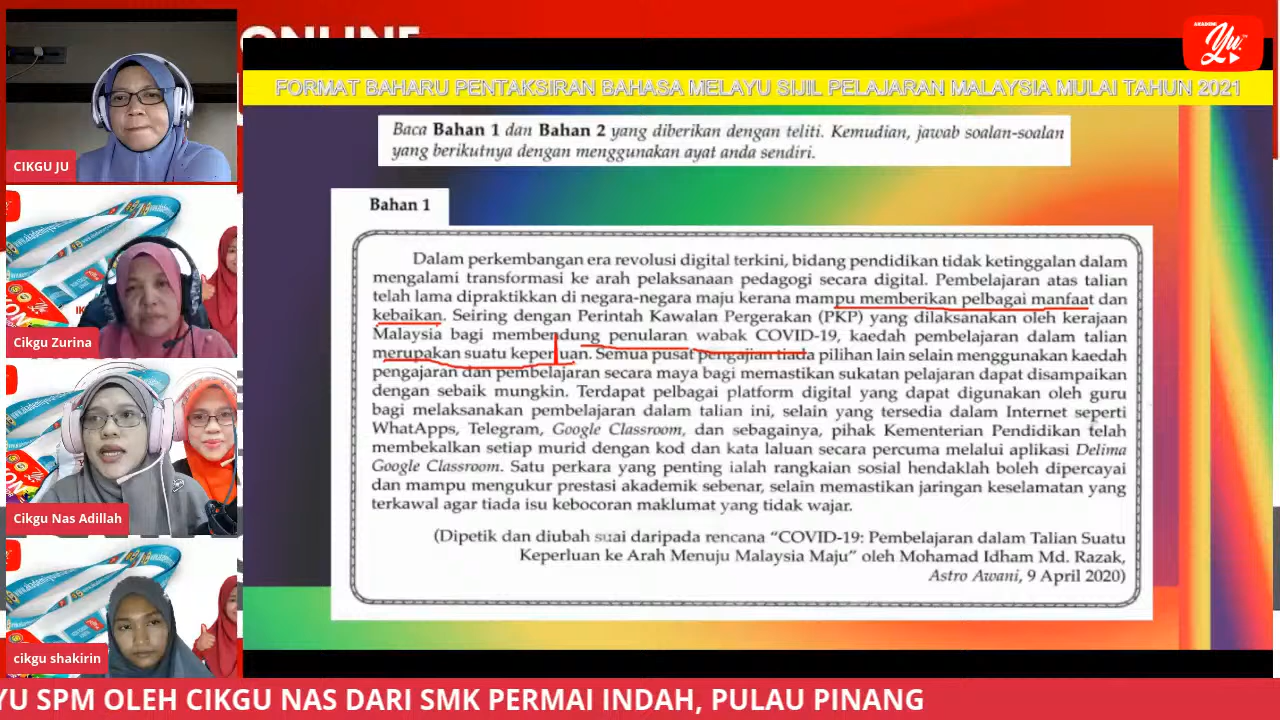 ONLINE
AKADEMI
Yu
FORMAT BAHARU PENTAKSIRAN BAHASA MELAYU SIJIL PELAJARAN MALAYSIA MULAI TAHUN 2021
Baca Bahan 1 dan Bahan 2 yang diberikan dengan teliti. Kemudian, jawab soalan-soalan
yang berikutnya dengan menggunakan ayat anda sendiri.
Bahan 1
Dalam perkembangan era revolusi digital terkini, bidang pendidikan tidak ketinggalan dalam
mengalami transformasi ke arah pelaksanaan pedagogi secara digital. Pembelajaran atas talian
telah lama dipraktikkan di negara-negara maju kerana mampu memberikan pelbagai manfaat dan
kebaikan. Seiring dengan Perintah Kawalan Pergerakan (PKP) yang dilaksanakan oleh kerajaan
Malaysia bagi membendung penularan wabak COVID-19, kaedah pembelajaran dalam talian
merupakan suatu keperluan. Semua pusat pengajian tiada pilihan lain selain menggunakan kaedah
pengajaran dan pembelajaran secara maya bagi memastikan sukatan pelajaran dapat disampaikan
dengan sebaik mungkin. Terdapat pelbagai platform digital yang dapat digunakan oleh guru
bagi melaksanakan pembelajaran dalam talian ini, selain yang tersedia dalam Internet seperti
WhatApps, Telegram, Google Classroom, dan sebagainya, pihak Kementerian Pendidikan telah
membekalkan setiap murid dengan kod dan kata laluan secara percuma melalui aplikasi Delima
Google Classroom. Satu perkara yang penting ialah rangkaian sosial hendaklah boleh dipercayai
dan mampu mengukur prestasi akademik sebenar, selain memastikan jaringan keselamatan yang
terkawal agar tiada isu kebocoran maklumat yang tidak wajar.
(Dipetik dan diubah suai daripada rencana “COVID-19: Pembelajaran dalam Talian Suatu
Keperluan ke Arah Menuju Malaysia Maju” oleh Mohamad Idham Md. Razak,
Astro Awani, 9 April 2020)
CIKGU JU
Cikgu Zurina
Cikgu Nas Adillah
cikgu shakirin
YU SPM OLEH CIKGU NAS DARI SMK PERMAI INDAH, PULAU PINANG